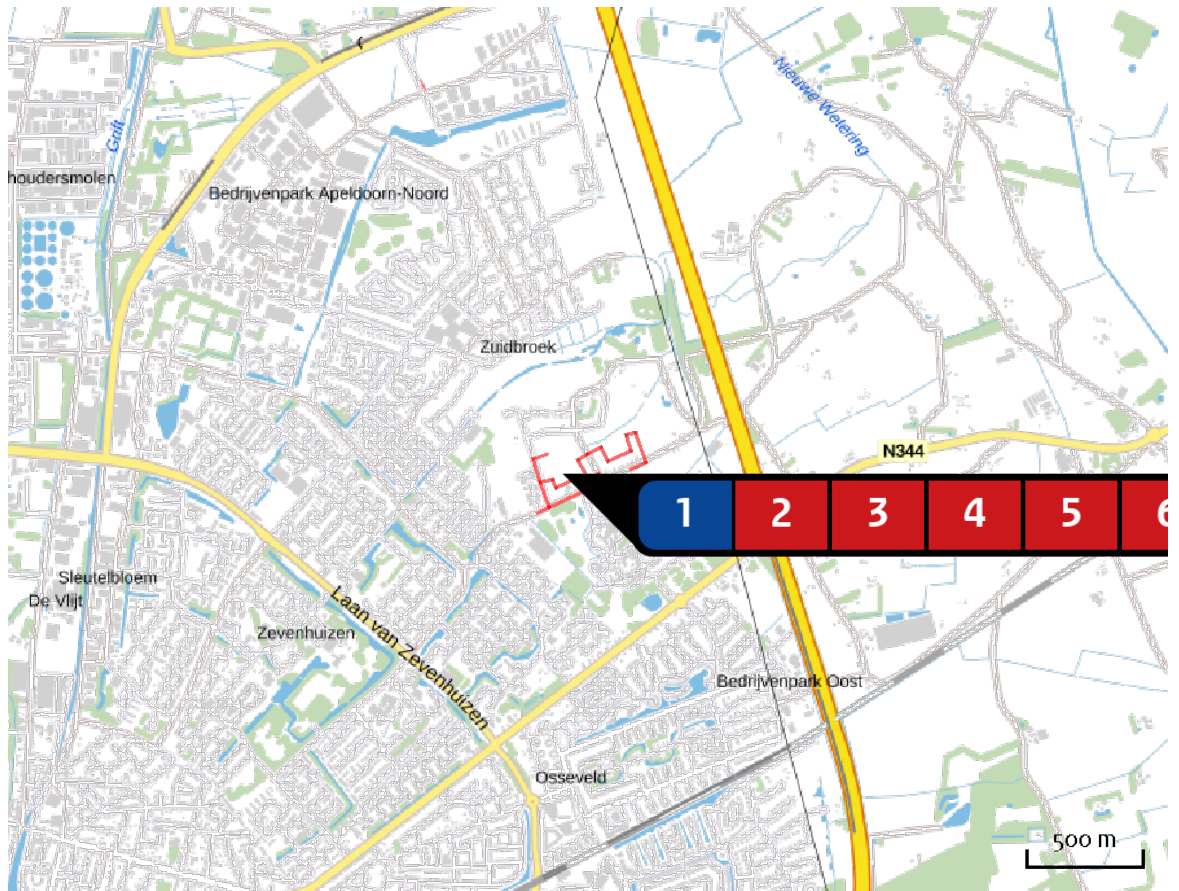 Nieuwe Wetering
Grift
houdersmolen
Bedrijvenpark Apeldoorn-Noord
Zuidbroek
N344
1 2 3 4 5 6
Sleutelbloem
De Vlijt
Laan van Zevenhuizen
Zevenhuizen
Bedrijvenpark Oost
Osseveld
500 m